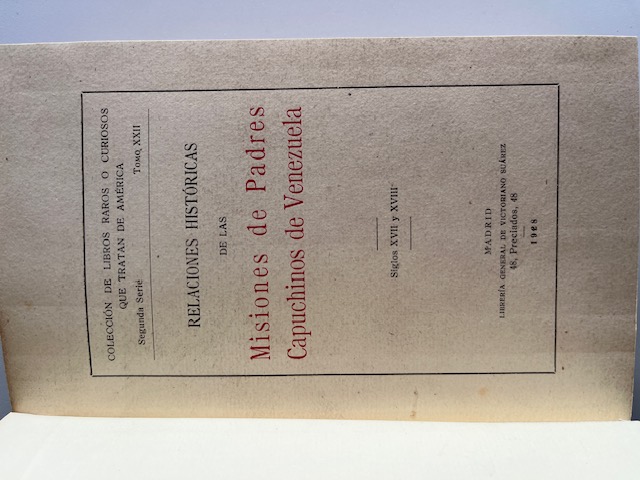 COLECCIÓN DE LIBROS RAROS O CURIOSOS
QUE TRATAN DE AMÉRICA
Segunda Serie Tomo XXII
RELACIONES HISTÓRICAS
DE LAS
Misiones de Padres
Capuchinos de Venezuela
Siglos XVII y XVIII
MADRID
LIBRERÍA GENERAL DE VICTORIANO SUÁREZ
48, Preciados, 48
1928